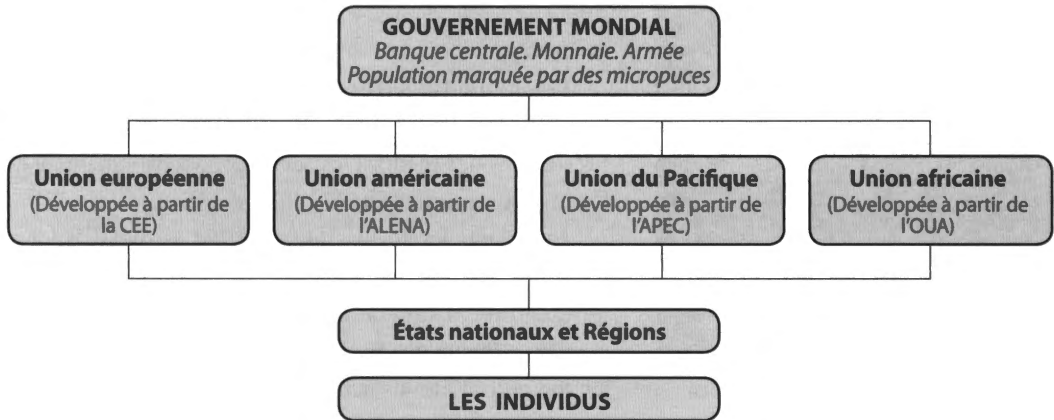 GOUVERNEMENT MONDIAL
Banque centrale. Monnaie. Armée
Population marquée par des micropuces
Union européenne
(Développée à partir de
la CEE)
Union américaine
(Développée à partir de
l'ALENA)
Union du Pacifique
(Développée à partir de
l'APEC)
Union africaine
(Développée à partir de
l'OUA)
États nationaux et Régions
LES INDIVIDUS